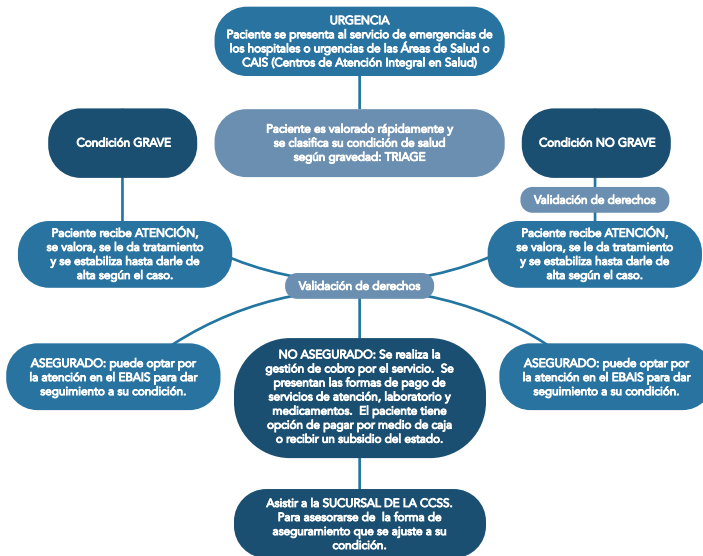 URGENCIA
Paciente se presenta al servicio de emergencias de
los hospitales o urgencias de las Áreas de Salud o
CAIS (Centros de Atención Integral en Salud)
Condición GRAVE
Paciente es valorado rápidamente y
se clasifica su condición de salud
según gravedad: TRIAGE
Condición NO GRAVE
Validación de derechos
Paciente recibe ATENCIÓN,
se valora, se le da tratamiento
y se estabiliza hasta darle de
alta según el caso.
Paciente recibe ATENCIÓN,
se valora, se le da tratamiento
y se estabiliza hasta darle de
alta según el caso.
Validación de derechos
ASEGURADO: puede optar por
la atención en el EBAIS para dar
seguimiento a su condición.
NO ASEGURADO: Se realiza la
gestión de cobro por el servicio. Se
presentan las formas de pago de
servicios de atención, laboratorio y
medicamentos. El paciente tiene
opción de pagar por medio de caja
o recibir un subsidio del estado.
ASEGURADO: puede optar por
la atención en el EBAIS para dar
seguimiento a su condición.
Asistir a la SUCURSAL DE LA CCSS.
Para asesorarse de la forma de
aseguramiento que se ajuste a su
condición.